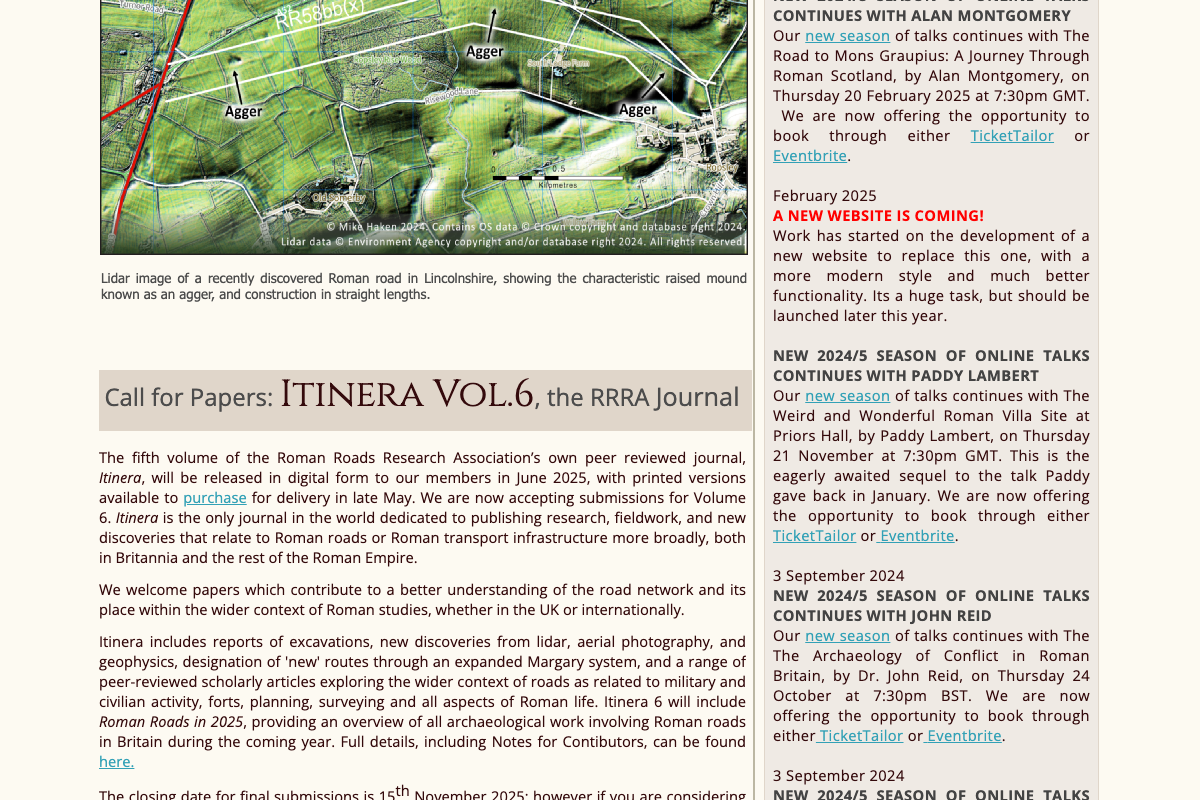 Turnor Road
RR58bb(x)
Agger
Ropsley Rise Wood
Agger
Risewood Lane
Agger
0 0.5 1.0
Kilometres
Ropsley
Old Somerby
© Mike Haken 2024. Contains OS data © Crown copyright and database right 2024.
Lidar data © Environment Agency copyright and/or database right 2024. All rights reserved.
Lidar image of a recently discovered Roman road in Lincolnshire, showing the characteristic raised mound
known as an agger, and construction in straight lengths.
Call for Papers: Itinera Vol.6, the RRRA Journal
The fifth volume of the Roman Roads Research Association’s own peer reviewed journal,
Itinera, will be released in digital form to our members in June 2025, with printed versions
available to purchase for delivery in late May. We are now accepting submissions for Volume
6. Itinera is the only journal in the world dedicated to publishing research, fieldwork, and new
discoveries that relate to Roman roads or Roman transport infrastructure more broadly, both
in Britannia and the rest of the Roman Empire.
We welcome papers which contribute to a better understanding of the road network and its
place within the wider context of Roman studies, whether in the UK or internationally.
Itinera includes reports of excavations, new discoveries from lidar, aerial photography, and
geophysics, designation of 'new' routes through an expanded Margary system, and a range of
peer-reviewed scholarly articles exploring the wider context of roads as related to military and
civilian activity, forts, planning, surveying and all aspects of Roman life. Itinera 6 will include
Roman Roads in 2025, providing an overview of all archaeological work involving Roman roads
in Britain during the coming year. Full details, including Notes for Contibutors, can be found
here.
The closing date for final submissions is 15th November 2025; however if you are considering
NEW 2024/5 SEASON OF ONLINE TALKS
CONTINUES WITH ALAN MONTGOMERY
Our new season of talks continues with The
Road to Mons Graupius: A Journey Through
Roman Scotland, by Alan Montgomery, on
Thursday 20 February 2025 at 7:30pm GMT.
We are now offering the opportunity to
book through either TicketTailor or
Eventbrite.
February 2025
A NEW WEBSITE IS COMING!
Work has started on the development of a
new website to replace this one, with a
more modern style and much better
functionality. Its a huge task, but should be
launched later this year.
NEW 2024/5 SEASON OF ONLINE TALKS
CONTINUES WITH PADDY LAMBERT
Our new season of talks continues with The
Weird and Wonderful Roman Villa Site at
Priors Hall, by Paddy Lambert, on Thursday
21 November at 7:30pm GMT. This is the
eagerly awaited sequel to the talk Paddy
gave back in January. We are now offering
the opportunity to book through either
TicketTailor or Eventbrite.
3 September 2024
NEW 2024/5 SEASON OF ONLINE TALKS
CONTINUES WITH JOHN REID
Our new season of talks continues with The
The Archaeology of Conflict in Roman
Britain, by Dr. John Reid, on Thursday 24
October at 7:30pm BST. We are now
offering the opportunity to book through
either TicketTailor or Eventbrite.
3 September 2024
NEW 2024/5 SEASON OF ONLINE TALKS